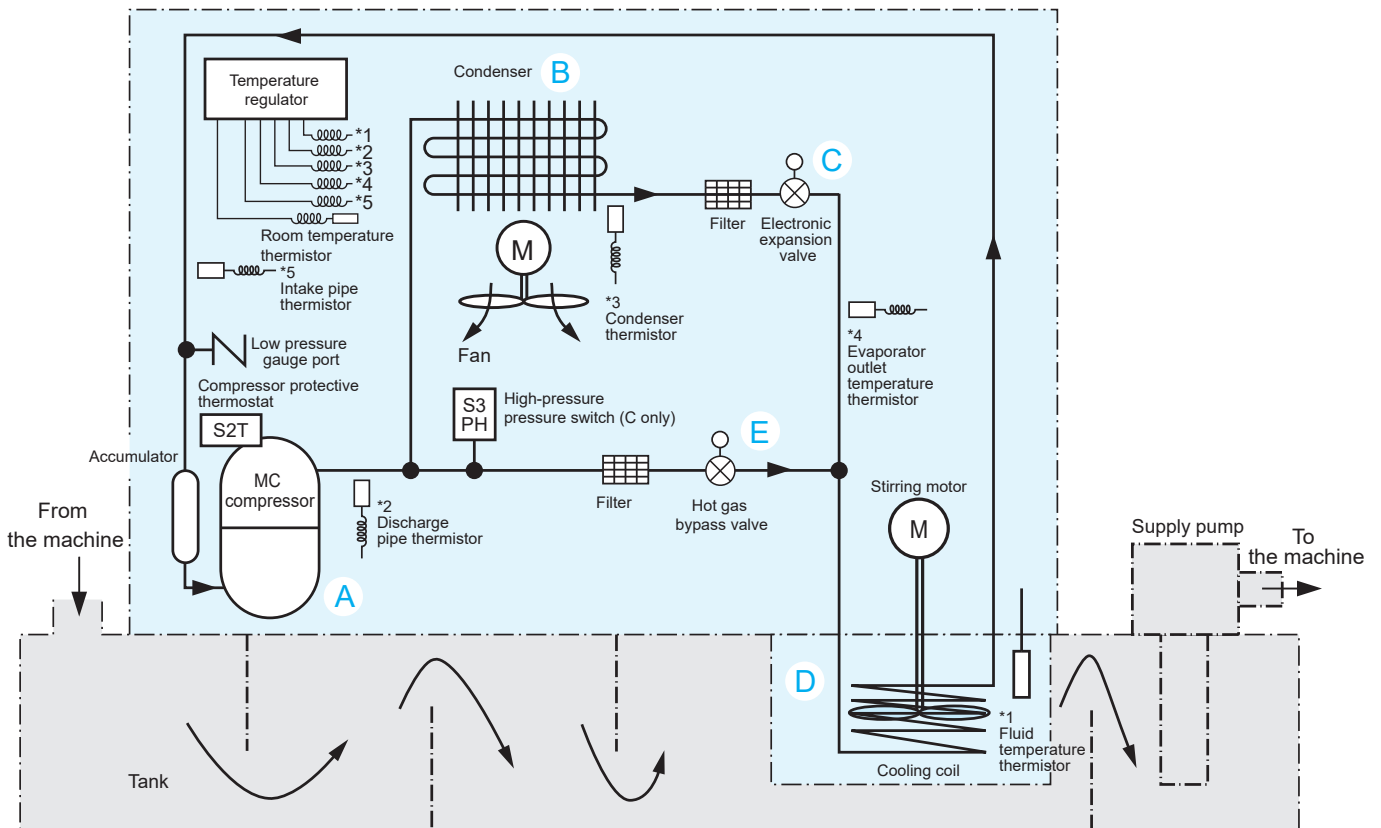 Temperature
regulator
*1
*2
*3
*4
*5
Room temperature
thermistor
*5
Intake pipe
thermistor
Low pressure
gauge port
Compressor protective
thermostat
S2T
Accumulator
MC
compressor
A
From
the machine
Condenser
B
M
Fan
*3
Condenser
thermistor
Filter
C
Electronic
expansion
valve
*4
Evaporator
outlet
temperature
thermistor
S3
PH
High-pressure
pressure switch (C only)
*2
Discharge
pipe thermistor
Filter
E
Hot gas
bypass valve
Stirring motor
M
Supply pump
To
the machine
D
*1
Fluid
temperature
thermistor
Cooling coil
Tank